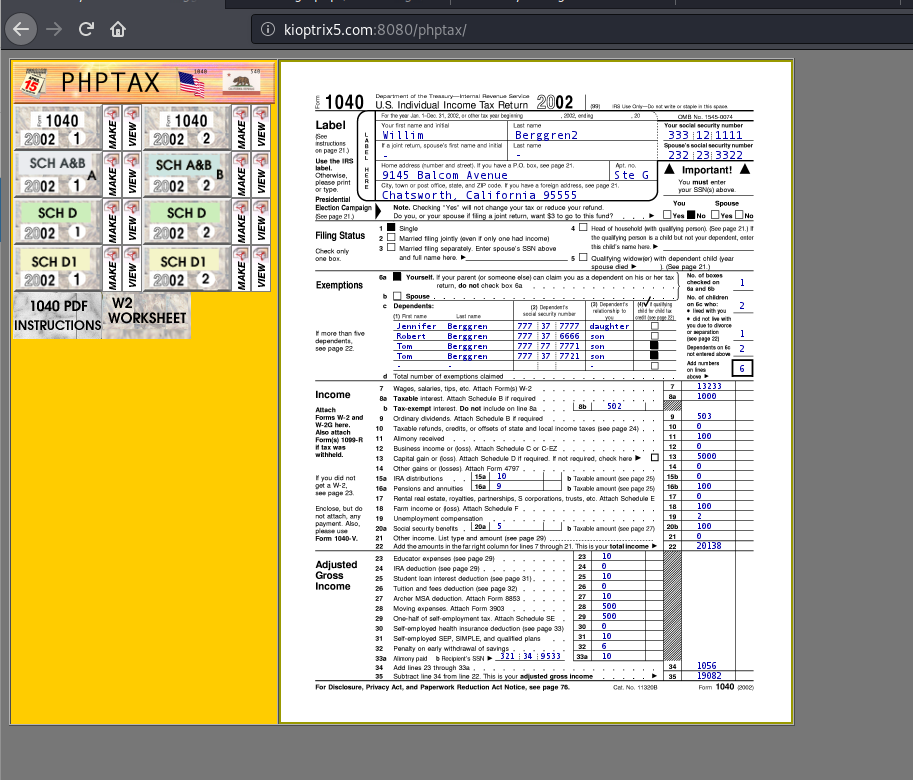 kioptrix5.com:8080/phptax/
APRIL 15 PHPTAX 1040 540
1040 2002 1 MAKE VIEW 1040 2002 2 MAKE VIEW
SCH A&B A 2002 1 MAKE VIEW SCH A&B B 2002 2 MAKE VIEW
SCH D 2002 1 MAKE VIEW SCH D 2002 2 MAKE VIEW
SCH D1 2002 1 MAKE VIEW SCH D1 2002 2 MAKE VIEW
1040 PDF INSTRUCTIONS W2 WORKSHEET
Form 1040 Department of the Treasury—Internal Revenue Service
U.S. Individual Income Tax Return 2002 (99) IRS Use Only—Do not write or staple in this space.
For the year Jan. 1-Dec. 31, 2002, or other tax year beginning , 2002, ending , 20 OMB No. 1545-0074
Label (See instructions on page 21.) Use the IRS label. Otherwise, please print or type.
LABEL HERE
Your first name and initial Last name Your social security number
Willim Berggren2 333 12 1111
If a joint return, spouse's first name and initial Last name Spouse's social security number
- - 232 23 3322
Home address (number and street). If you have a P.O. box, see page 21. Apt. no.
9145 Balcom Avenue Ste G
City, town or post office, state, and ZIP code. If you have a foreign address, see page 21.
Chatsworth, California 95555
▲ Important! ▲
You must enter your SSN(s) above.
Presidential Election Campaign (See page 21.)
Note. Checking "Yes" will not change your tax or reduce your refund.
Do you, or your spouse if filing a joint return, want $3 to go to this fund? . . . ▶
You Spouse
Yes No Yes No
Filing Status
Check only one box.
1 Single
2 Married filing jointly (even if only one had income)
3 Married filing separately. Enter spouse's SSN above and full name here. ▶
4 Head of household (with qualifying person). (See page 21.) If the qualifying person is a child but not your dependent, enter this child's name here. ▶
5 Qualifying widow(er) with dependent child (year spouse died ▶ ). (See page 21.)
Exemptions
6a Yourself. If your parent (or someone else) can claim you as a dependent on his or her tax return, do not check box 6a
b Spouse
c Dependents:
(1) First name Last name (2) Dependent's social security number (3) Dependent's relationship to you (4) ✓ if qualifying child for child tax credit (see page 22)
Jennifer Berggren 777 37 7777 daughter
Robert Berggren 777 37 6666 son
Tom Berggren 777 77 7771 son
Tom Berggren 777 37 7721 son
- - -
If more than five dependents, see page 22.
d Total number of exemptions claimed
No. of boxes checked on 6a and 6b 1
No. of children on 6c who:
• lived with you 2
• did not live with you due to divorce or separation (see page 22) 1
Dependents on 6c not entered above 2
Add numbers on lines above ▶ 6
Income
Attach Forms W-2 and W-2G here. Also attach Form(s) 1099-R if tax was withheld.
If you did not get a W-2, see page 23.
Enclose, but do not attach, any payment. Also, please use Form 1040-V.
7 Wages, salaries, tips, etc. Attach Form(s) W-2 7 13233
8a Taxable interest. Attach Schedule B if required 8a 1000
b Tax-exempt interest. Do not include on line 8a 8b 502
9 Ordinary dividends. Attach Schedule B if required 9 503
10 Taxable refunds, credits, or offsets of state and local income taxes (see page 24) 10 0
11 Alimony received 11 100
12 Business income or (loss). Attach Schedule C or C-EZ 12 0
13 Capital gain or (loss). Attach Schedule D if required. If not required, check here ▶ 13 5000
14 Other gains or (losses). Attach Form 4797 14 0
15a IRA distributions 15a 10 b Taxable amount (see page 25) 15b 0
16a Pensions and annuities 16a 9 b Taxable amount (see page 25) 16b 100
17 Rental real estate, royalties, partnerships, S corporations, trusts, etc. Attach Schedule E 17 0
18 Farm income or (loss). Attach Schedule F 18 100
19 Unemployment compensation 19 2
20a Social security benefits 20a 5 b Taxable amount (see page 27) 20b 100
21 Other income. List type and amount (see page 29) 21 0
22 Add the amounts in the far right column for lines 7 through 21. This is your total income ▶ 22 20138
Adjusted Gross Income
23 Educator expenses (see page 29) 23 10
24 IRA deduction (see page 29) 24 0
25 Student loan interest deduction (see page 31) 25 10
26 Tuition and fees deduction (see page 32) 26 0
27 Archer MSA deduction. Attach Form 8853 27 10
28 Moving expenses. Attach Form 3903 28 500
29 One-half of self-employment tax. Attach Schedule SE 29 500
30 Self-employed health insurance deduction (see page 33) 30 0
31 Self-employed SEP, SIMPLE, and qualified plans 31 10
32 Penalty on early withdrawal of savings 32 6
33a Alimony paid b Recipient's SSN ▶ 321 34 9533 33a 10
34 Add lines 23 through 33a 34 1056
35 Subtract line 34 from line 22. This is your adjusted gross income ▶ 35 19082
For Disclosure, Privacy Act, and Paperwork Reduction Act Notice, see page 76. Cat. No. 11320B Form 1040 (2002)